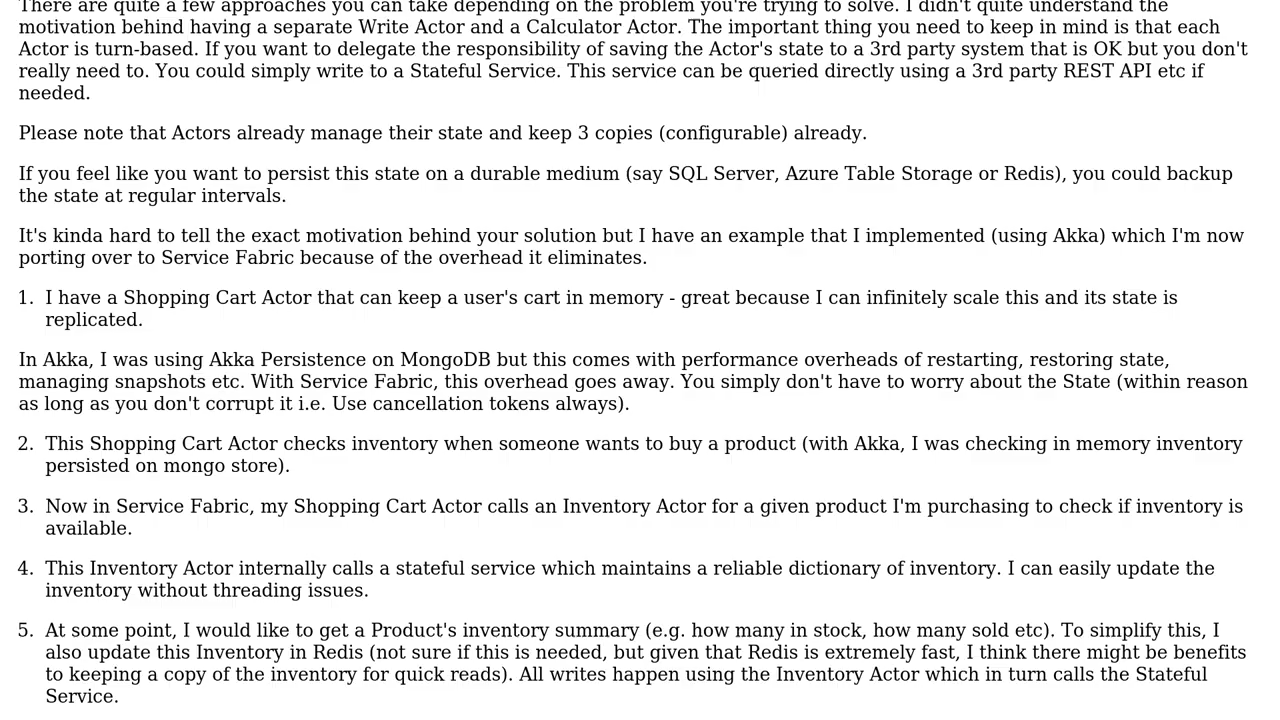 There are quite a few approaches you can take depending on the problem you're trying to solve. I didn't quite understand the
motivation behind having a separate Write Actor and a Calculator Actor. The important thing you need to keep in mind is that each
Actor is turn-based. If you want to delegate the responsibility of saving the Actor's state to a 3rd party system that is OK but you don't
really need to. You could simply write to a Stateful Service. This service can be queried directly using a 3rd party REST API etc if
needed.
Please note that Actors already manage their state and keep 3 copies (configurable) already.
If you feel like you want to persist this state on a durable medium (say SQL Server, Azure Table Storage or Redis), you could backup
the state at regular intervals.
It's kinda hard to tell the exact motivation behind your solution but I have an example that I implemented (using Akka) which I'm now
porting over to Service Fabric because of the overhead it eliminates.
1. I have a Shopping Cart Actor that can keep a user's cart in memory - great because I can infinitely scale this and its state is
replicated.
In Akka, I was using Akka Persistence on MongoDB but this comes with performance overheads of restarting, restoring state,
managing snapshots etc. With Service Fabric, this overhead goes away. You simply don't have to worry about the State (within reason
as long as you don't corrupt it i.e. Use cancellation tokens always).
2. This Shopping Cart Actor checks inventory when someone wants to buy a product (with Akka, I was checking in memory inventory
persisted on mongo store).
3. Now in Service Fabric, my Shopping Cart Actor calls an Inventory Actor for a given product I'm purchasing to check if inventory is
available.
4. This Inventory Actor internally calls a stateful service which maintains a reliable dictionary of inventory. I can easily update the
inventory without threading issues.
5. At some point, I would like to get a Product's inventory summary (e.g. how many in stock, how many sold etc). To simplify this, I
also update this Inventory in Redis (not sure if this is needed, but given that Redis is extremely fast, I think there might be benefits
to keeping a copy of the inventory for quick reads). All writes happen using the Inventory Actor which in turn calls the Stateful
Service.